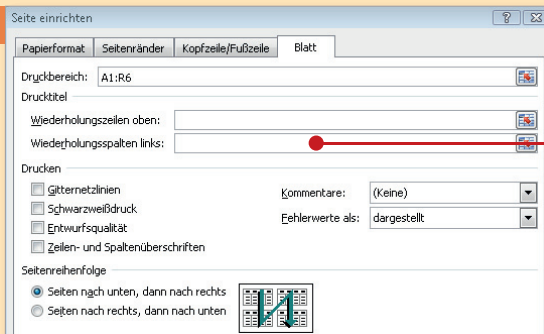 Seite einrichten
Papierformat Seitenränder Kopfzeile/Fußzeile Blatt
Druckbereich: A1:R6
Drucktitel
Wiederholungszeilen oben:
Wiederholungsspalten links:
Drucken
Gitternetzlinien Kommentare: (Keine)
Schwarzweißdruck Fehlerwerte als: dargestellt
Entwurfsqualität
Zeilen- und Spaltenüberschriften
Seitenreihenfolge
Seiten nach unten, dann nach rechts
Seiten nach rechts, dann nach unten